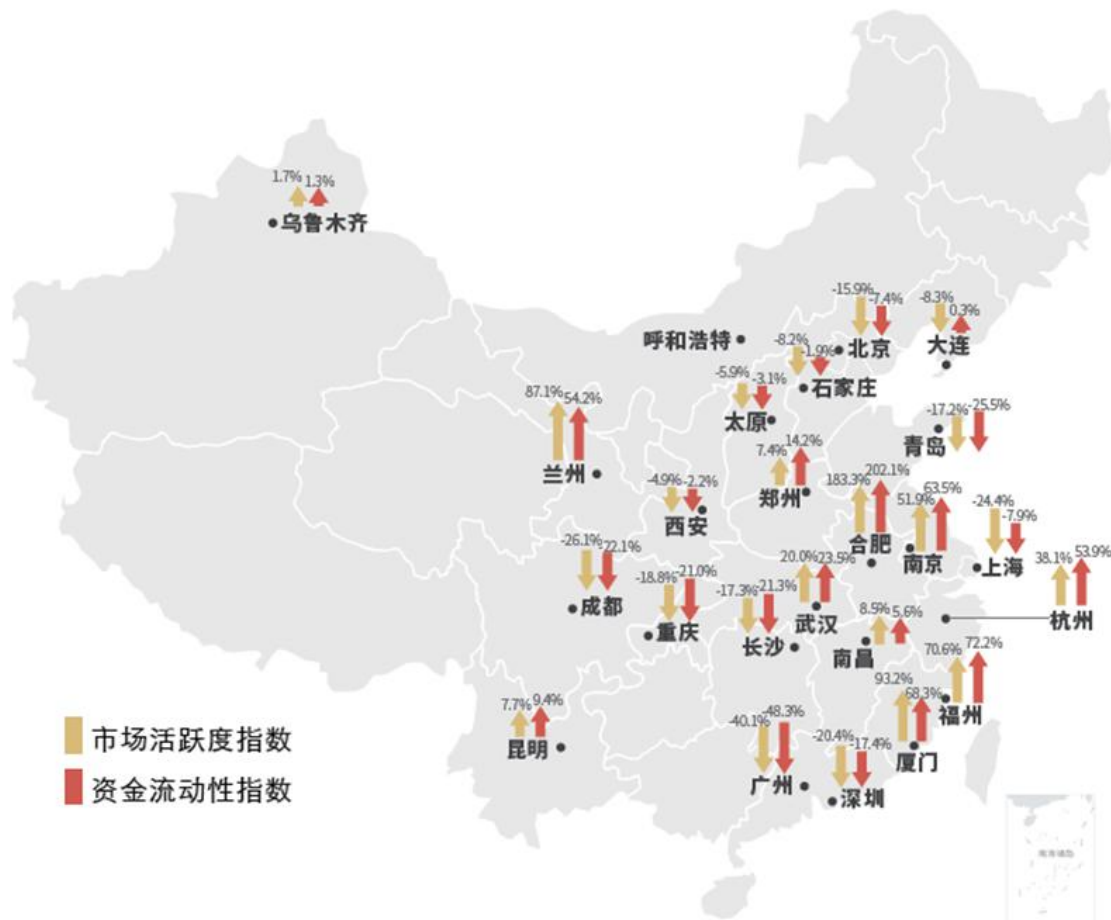 1.7% 1.3%
乌鲁木齐
-15.9% -7.4%
北京
-8.3% 0.3%
大连
呼和浩特
-8.2% -1.9%
石家庄
-5.9% -3.1%
太原
87.1% 54.2%
兰州
-17.2% -25.5%
青岛
7.4% 14.2%
郑州
-4.9% -2.2%
西安
183.3% 202.1%
合肥
51.9% 63.5%
南京
-24.4% -7.9%
上海
38.1% 53.9%
杭州
-26.1% -22.1%
成都
-18.8% -21.0%
重庆
-17.3% -21.3%
长沙
20.0% 23.5%
武汉
8.5% 5.6%
南昌
70.6% 72.2%
福州
93.2% 68.3%
厦门
7.7% 9.4%
昆明
-40.1% -48.3%
广州
-20.4% -17.4%
深圳
市场活跃度指数
资金流动性指数
南海诸岛